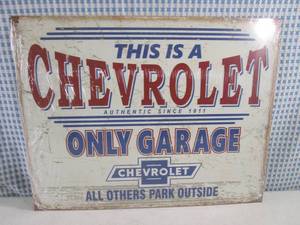 THIS IS A
CHEVROLET
AUTHENTIC SINCE 1911
ONLY GARAGE
CHEVROLET
ALL OTHERS PARK OUTSIDE